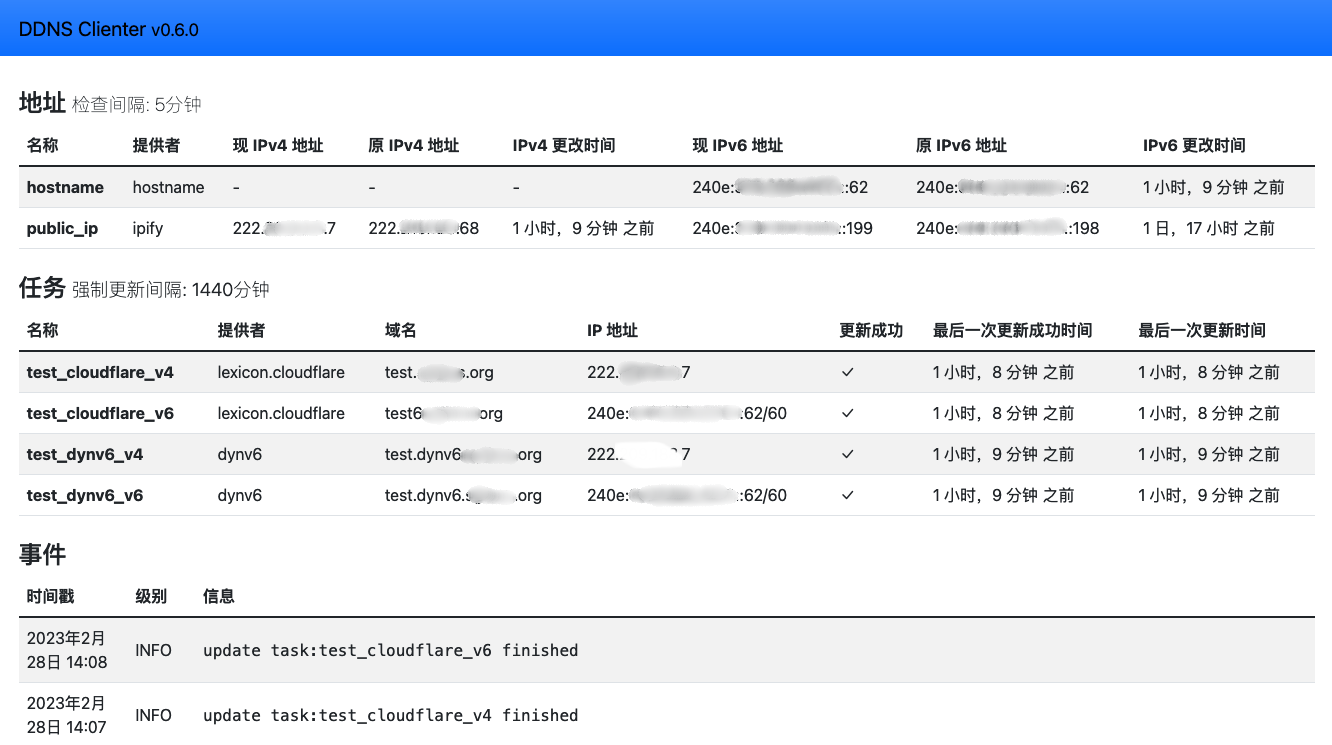 DDNS Clienter v0.6.0
地址 检查间隔: 5分钟
名称 提供者 现 IPv4 地址 原 IPv4 地址 IPv4 更改时间 现 IPv6 地址 原 IPv6 地址 IPv6 更改时间
hostname hostname - - - 240e: ::62 240e: ::62 1 小时，9 分钟 之前
public_ip ipify 222. .7 222. :68 1 小时，9 分钟 之前 240e: ::199 240e: ::198 1 日，17 小时 之前
任务 强制更新间隔: 1440分钟
名称 提供者 域名 IP 地址 更新成功 最后一次更新成功时间 最后一次更新时间
test_cloudflare_v4 lexicon.cloudflare test. s.org 222. 7 ✓ 1 小时，8 分钟 之前 1 小时，8 分钟 之前
test_cloudflare_v6 lexicon.cloudflare test6 org 240e: :62/60 ✓ 1 小时，8 分钟 之前 1 小时，8 分钟 之前
test_dynv6_v4 dynv6 test.dynv6 org 222. 7 ✓ 1 小时，9 分钟 之前 1 小时，9 分钟 之前
test_dynv6_v6 dynv6 test.dynv6. .org 240e: :62/60 ✓ 1 小时，9 分钟 之前 1 小时，9 分钟 之前
事件
时间戳 级别 信息
2023年2月
28日 14:08 INFO update task:test_cloudflare_v6 finished
2023年2月
28日 14:07 INFO update task:test_cloudflare_v4 finished